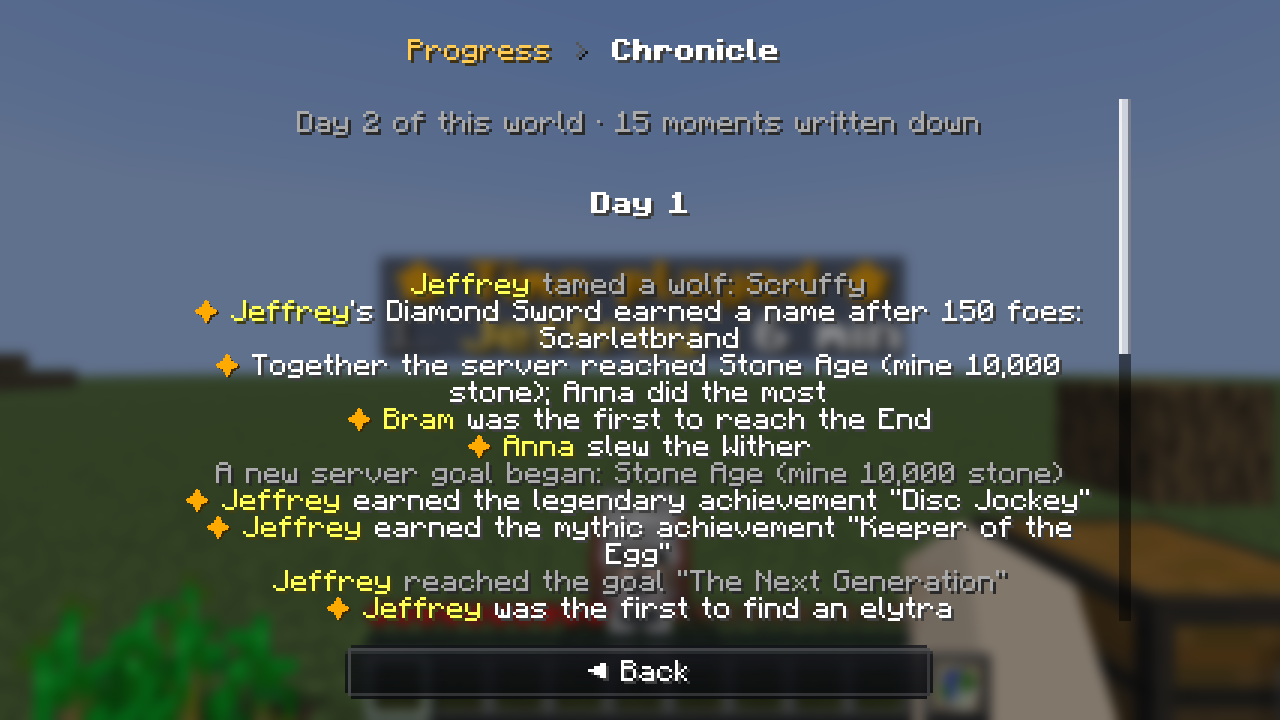 Progress > Chronicle
Day 2 of this world · 15 moments written down
Day 1
Jeffrey tamed a wolf: Scruffy
✦ Jeffrey's Diamond Sword earned a name after 150 foes:
Scarletbrand
✦ Together the server reached Stone Age (mine 10,000
stone); Anna did the most
✦ Bram was the first to reach the End
✦ Anna slew the Wither
A new server goal began: Stone Age (mine 10,000 stone)
✦ Jeffrey earned the legendary achievement "Disc Jockey"
✦ Jeffrey earned the mythic achievement "Keeper of the
Egg"
Jeffrey reached the goal "The Next Generation"
✦ Jeffrey was the first to find an elytra
◄ Back